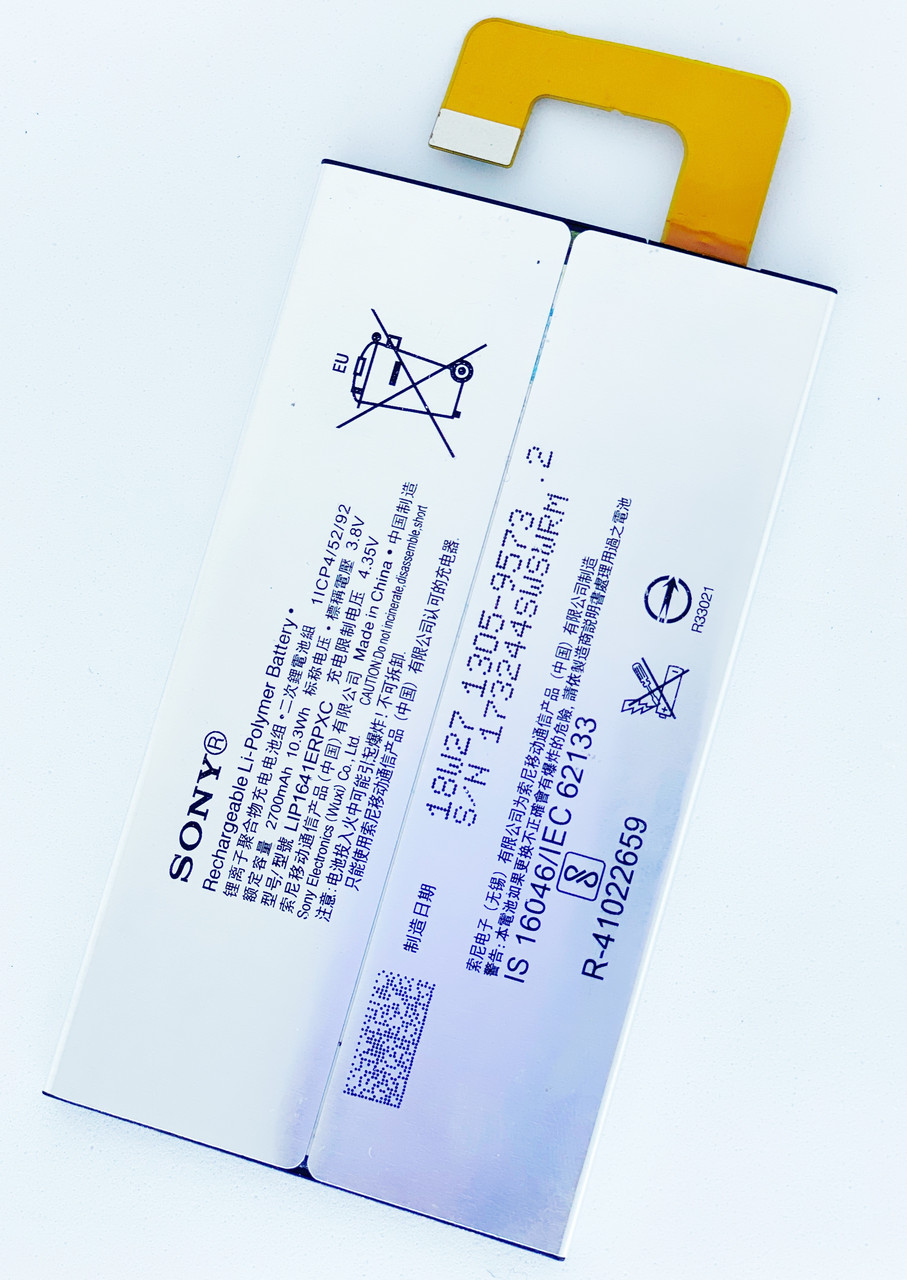 EU
SONY®
Rechargeable Li-Polymer Battery •
鋰离子聚合物充电电池组•二次鋰電池組 1ICP4/52/92
額定容量 2700mAh 10.3Wh 标称电压•標稱電壓 3.8V
型号/型號 LIP1641ERPXC 充电限制电压 4.35V
索尼移动通信产品(中国)有限公司 Made in China•中国制造
Sony Electronics (Wuxi) Co., Ltd. CAUTION:Do not incinerate,disassemble,short
注意:电池投入火中可能引起爆炸!不可拆卸.
只能使用索尼移动通信产品(中国)有限公司认可的充电器.
制造日期 18W27 1305-9573 . 2
S/N 1732449WSWRM
索尼电子(无锡)有限公司为索尼移动通信产品(中国)有限公司制造
警告:本電池如果更换不正確會有爆炸的危險,請依製造商説明書處理用過之電池
IS 16046/IEC 62133
R-41022659
R33021